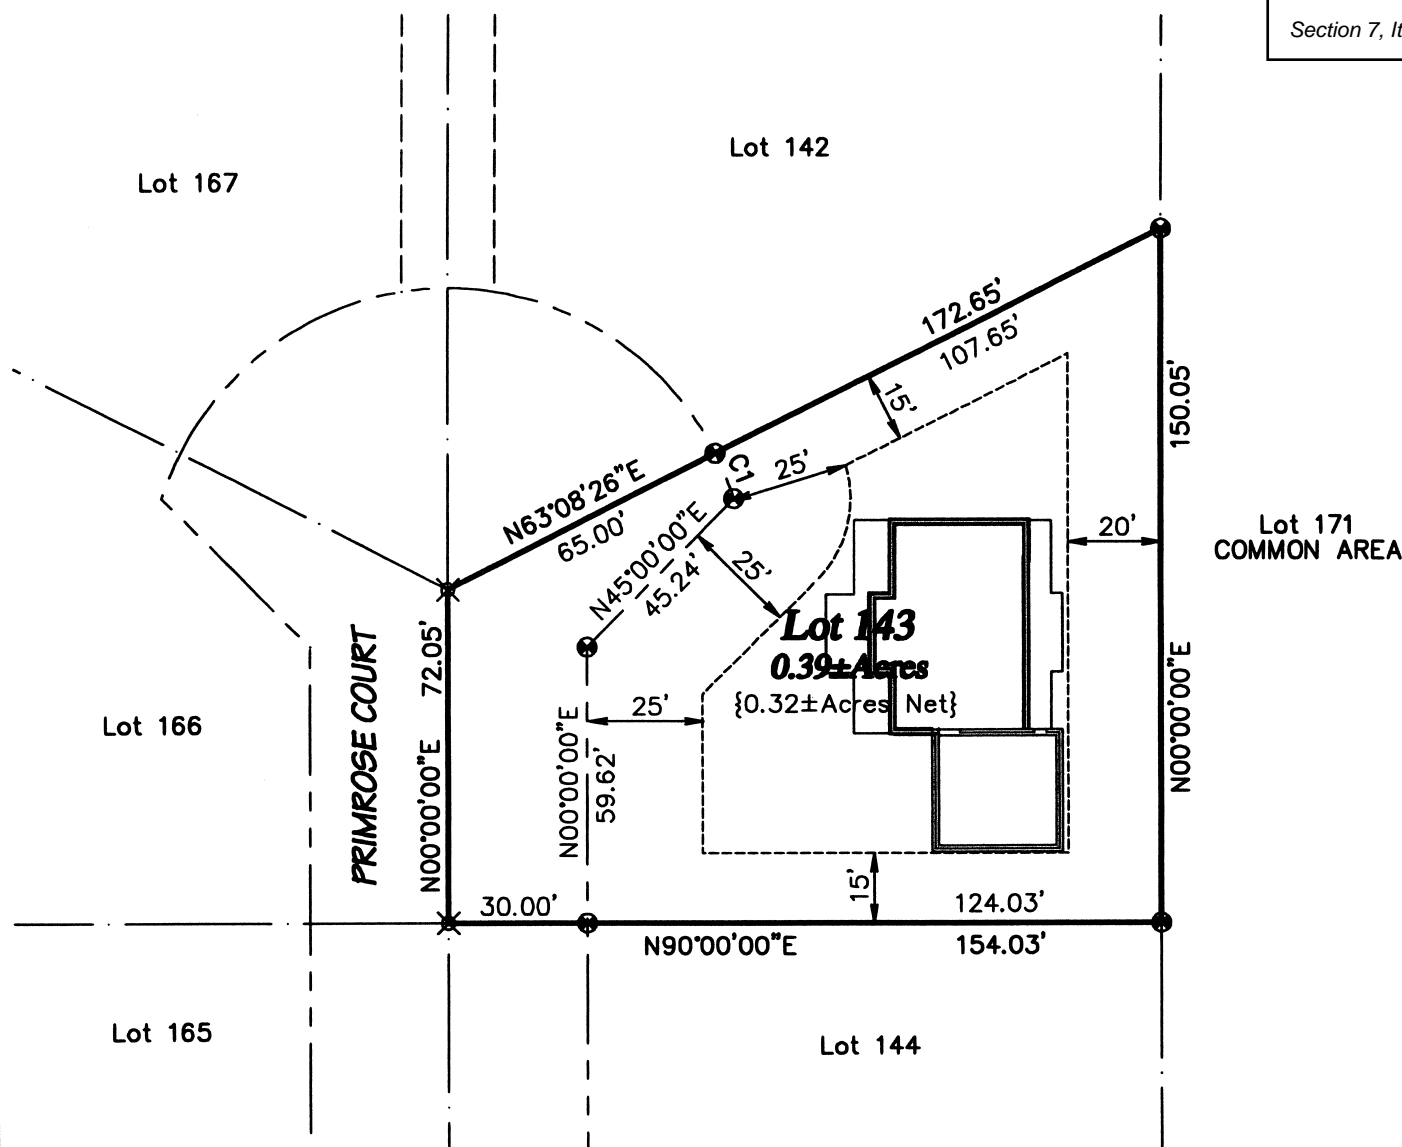 Section 7, It
Lot 142
Lot 167
172.65'
107.65'
15'
150.05'
C1
25'
N63°08'26"E
65.00'
N45°00'00"E
45.24'
25'
20'
Lot 171
COMMON AREA
Lot 143
0.39±Acres
{0.32±Acres Net}
72.05'
N00°00'00"E
PRIMROSE COURT
Lot 166
25'
N00°00'00"E
59.62'
N00°00'00"E
15'
30.00'
124.03'
N90°00'00"E
154.03'
Lot 165
Lot 144